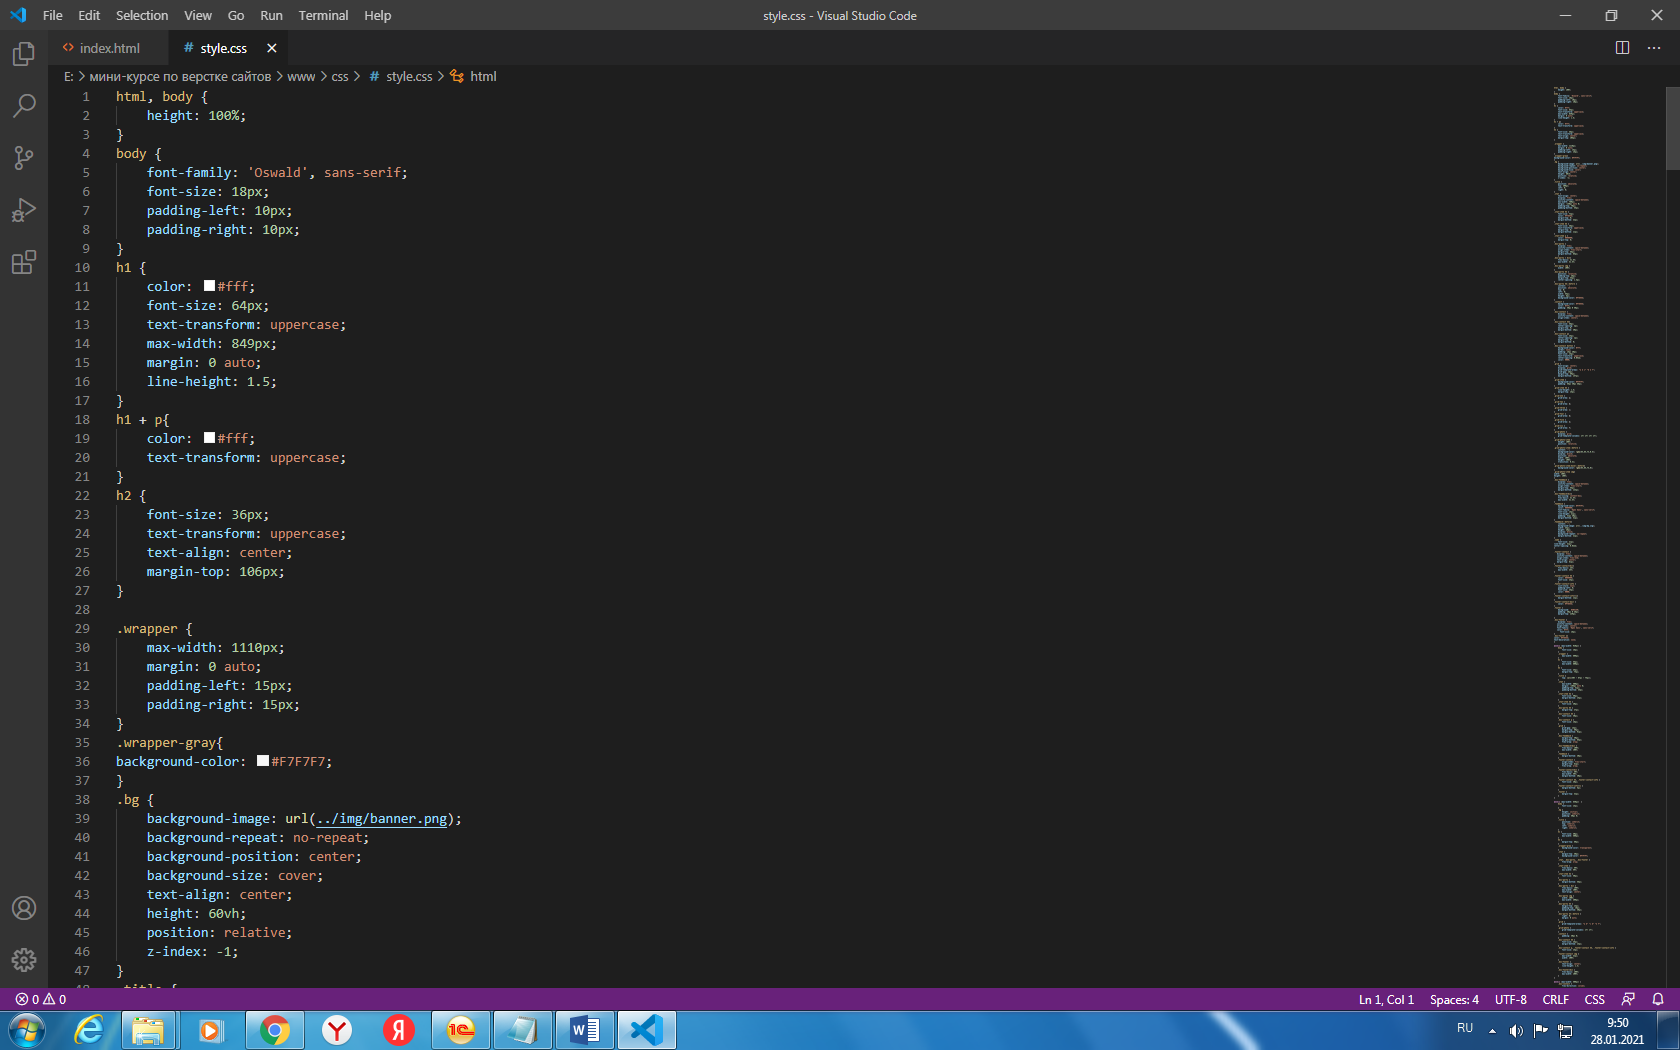 File Edit Selection View Go Run Terminal Help
style.css - Visual Studio Code
index.html
# style.css
E: > мини-курсе по верстке сайтов > www > css > # style.css > html
1 html, body {
2 height: 100%;
3 }
4 body {
5 font-family: 'Oswald', sans-serif;
6 font-size: 18px;
7 padding-left: 10px;
8 padding-right: 10px;
9 }
10 h1 {
11 color: #fff;
12 font-size: 64px;
13 text-transform: uppercase;
14 max-width: 849px;
15 margin: 0 auto;
16 line-height: 1.5;
17 }
18 h1 + p{
19 color: #fff;
20 text-transform: uppercase;
21 }
22 h2 {
23 font-size: 36px;
24 text-transform: uppercase;
25 text-align: center;
26 margin-top: 106px;
27 }
28
29 .wrapper {
30 max-width: 1110px;
31 margin: 0 auto;
32 padding-left: 15px;
33 padding-right: 15px;
34 }
35 .wrapper-gray{
36 background-color: #F7F7F7;
37 }
38 .bg {
39 background-image: url(../img/banner.png);
40 background-repeat: no-repeat;
41 background-position: center;
42 background-size: cover;
43 text-align: center;
44 height: 60vh;
45 position: relative;
46 z-index: -1;
47 }
48 .title {
0 0
Ln 1, Col 1 Spaces: 4 UTF-8 CRLF CSS
RU
9:50
28.01.2021